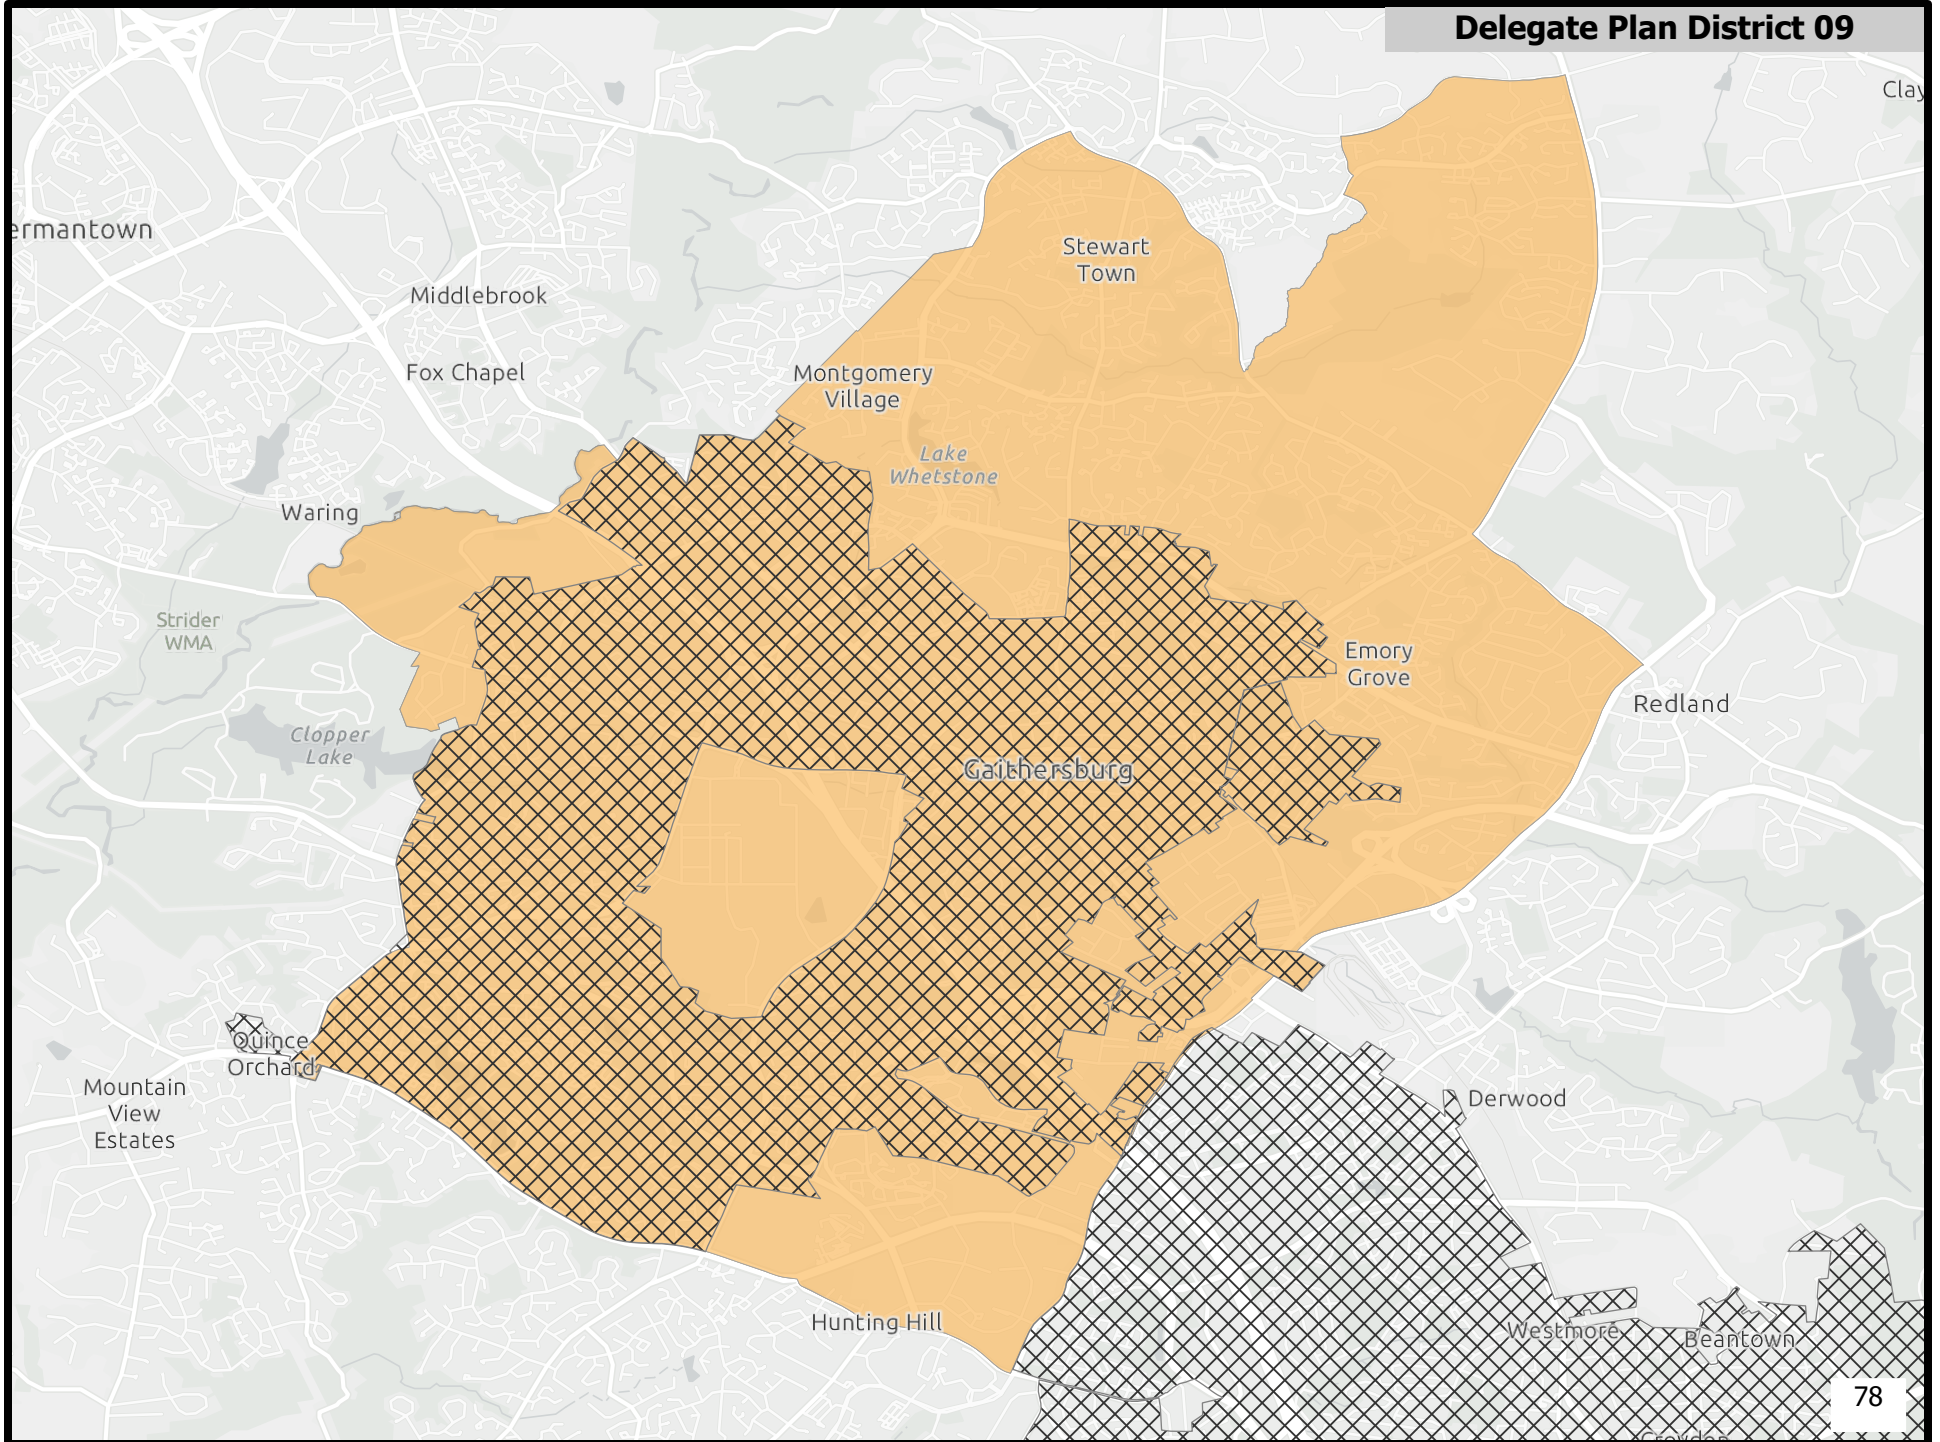 Delegate Plan District 09
Clay
ermantown
Stewart
Town
Middlebrook
Fox Chapel
Montgomery
Village
Lake
Whetstone
Waring
Strider
WMA
Emory
Grove
Redland
Clopper
Lake
Gaithersburg
Quince
Orchard
Mountain
View
Estates
Derwood
Hunting Hill
Westmore
Beantown
78
Croydon